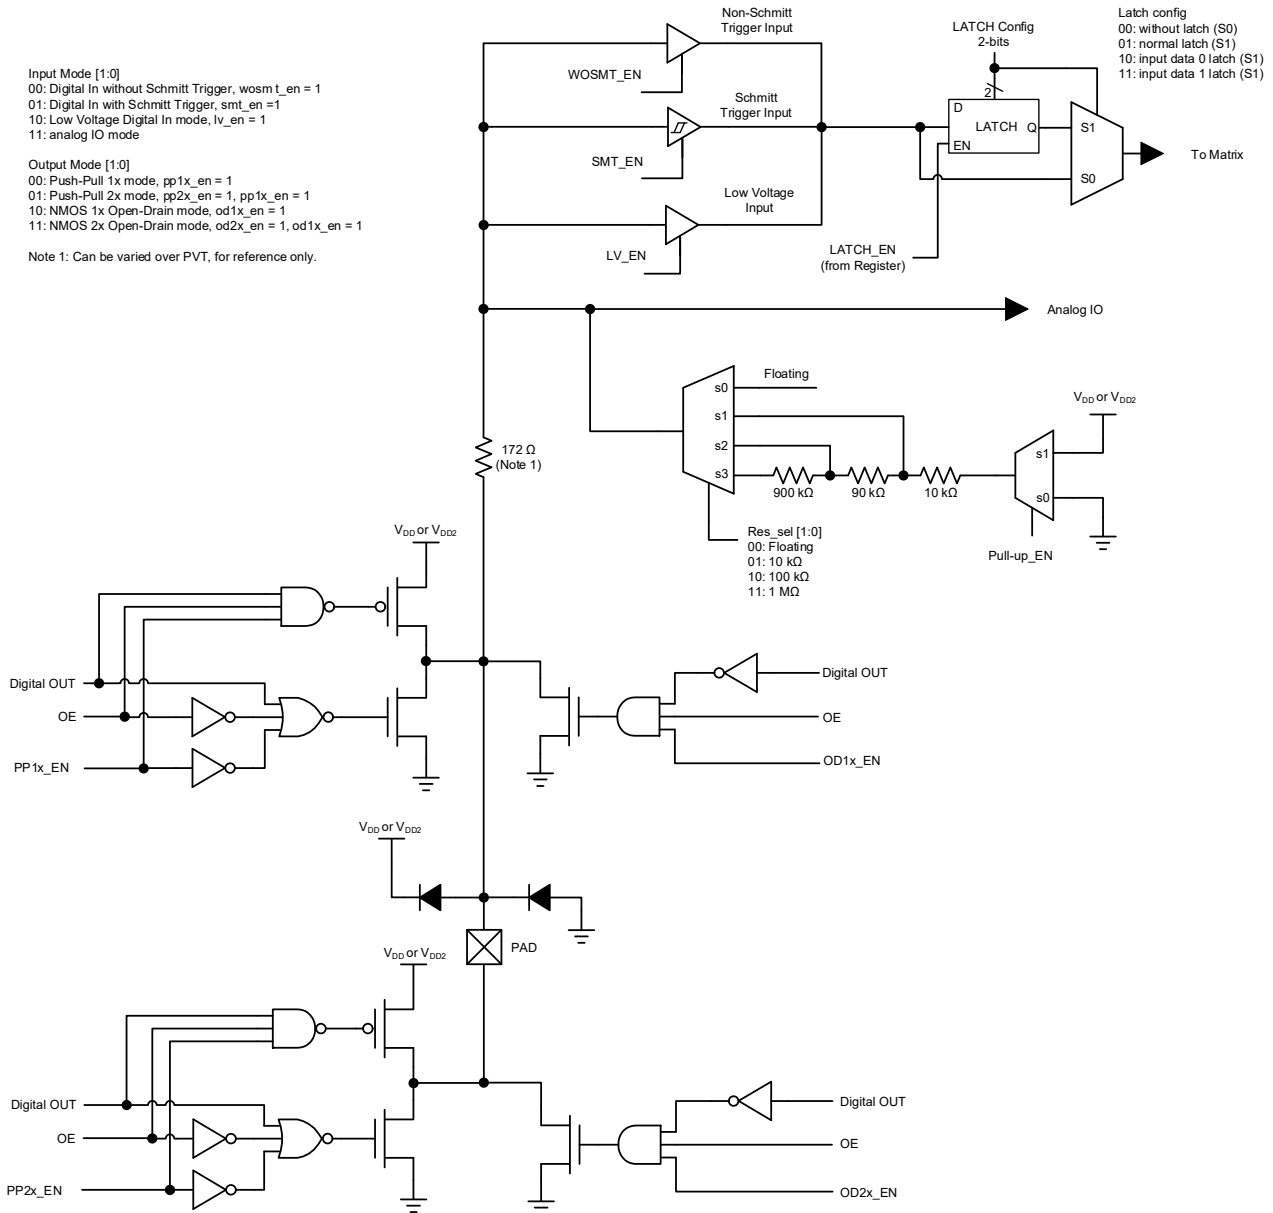 Non-Schmitt
Trigger Input
WOSMT_EN
Schmitt
Trigger Input
SMT_EN
Low Voltage
Input
LV_EN
LATCH Config
2-bits
2
D
LATCH
Q
EN
LATCH_EN
(from Register)
S1
S0
To Matrix
Latch config
00: without latch (S0)
01: normal latch (S1)
10: input data 0 latch (S1)
11: input data 1 latch (S1)
Input Mode [1:0]
00: Digital In without Schmitt Trigger, wosm t_en = 1
01: Digital In with Schmitt Trigger, smt_en =1
10: Low Voltage Digital In mode, lv_en = 1
11: analog IO mode
Output Mode [1:0]
00: Push-Pull 1x mode, pp1x_en = 1
01: Push-Pull 2x mode, pp2x_en = 1, pp1x_en = 1
10: NMOS 1x Open-Drain mode, od1x_en = 1
11: NMOS 2x Open-Drain mode, od2x_en = 1, od1x_en = 1
Note 1: Can be varied over PVT, for reference only.
Analog IO
Floating
s0
s1
s2
s3
900 kΩ
90 kΩ
10 kΩ
VDD or VDD2
s1
s0
Pull-up_EN
Res_sel [1:0]
00: Floating
01: 10 kΩ
10: 100 kΩ
11: 1 MΩ
172 Ω
(Note 1)
VDD or VDD2
Digital OUT
OE
PP1x_EN
Digital OUT
OE
OD1x_EN
VDD or VDD2
PAD
VDD or VDD2
Digital OUT
OE
PP2x_EN
Digital OUT
OE
OD2x_EN